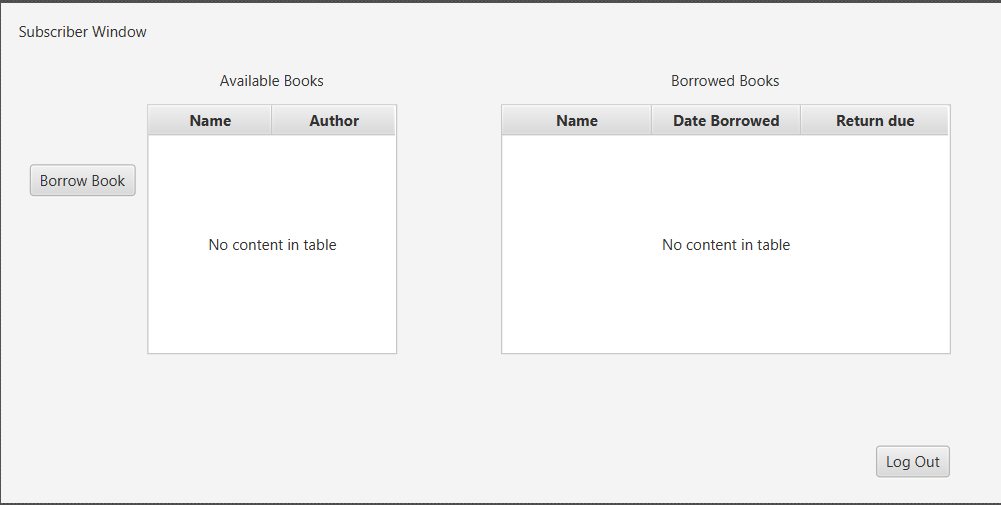 Subscriber Window
Available Books
Borrowed Books
Name Author
Name Date Borrowed Return due
Borrow Book
No content in table
No content in table
Log Out